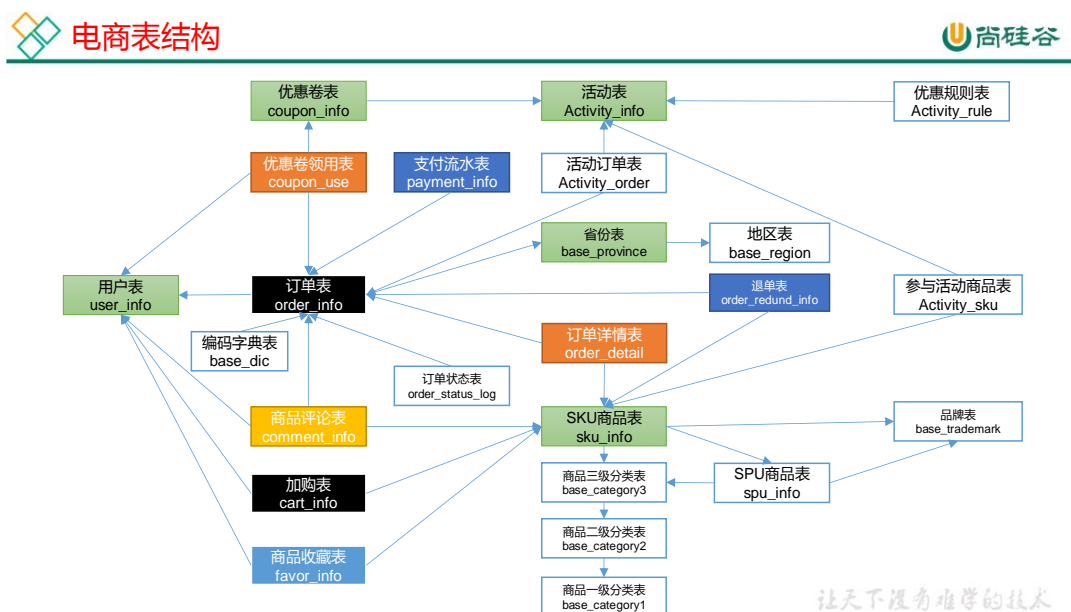 电商表结构
尚硅谷
优惠卷表
coupon_info
活动表
Activity_info
优惠规则表
Activity_rule
优惠卷领用表
coupon_use
支付流水表
payment_info
活动订单表
Activity_order
省份表
base_province
地区表
base_region
用户表
user_info
订单表
order_info
退单表
order_redund_info
参与活动商品表
Activity_sku
编码字典表
base_dic
订单详情表
order_detail
订单状态表
order_status_log
商品评论表
comment_info
SKU商品表
sku_info
品牌表
base_trademark
加购表
cart_info
商品三级分类表
base_category3
SPU商品表
spu_info
商品二级分类表
base_category2
商品收藏表
favor_info
商品一级分类表
base_category1
让天下没有难学的技术